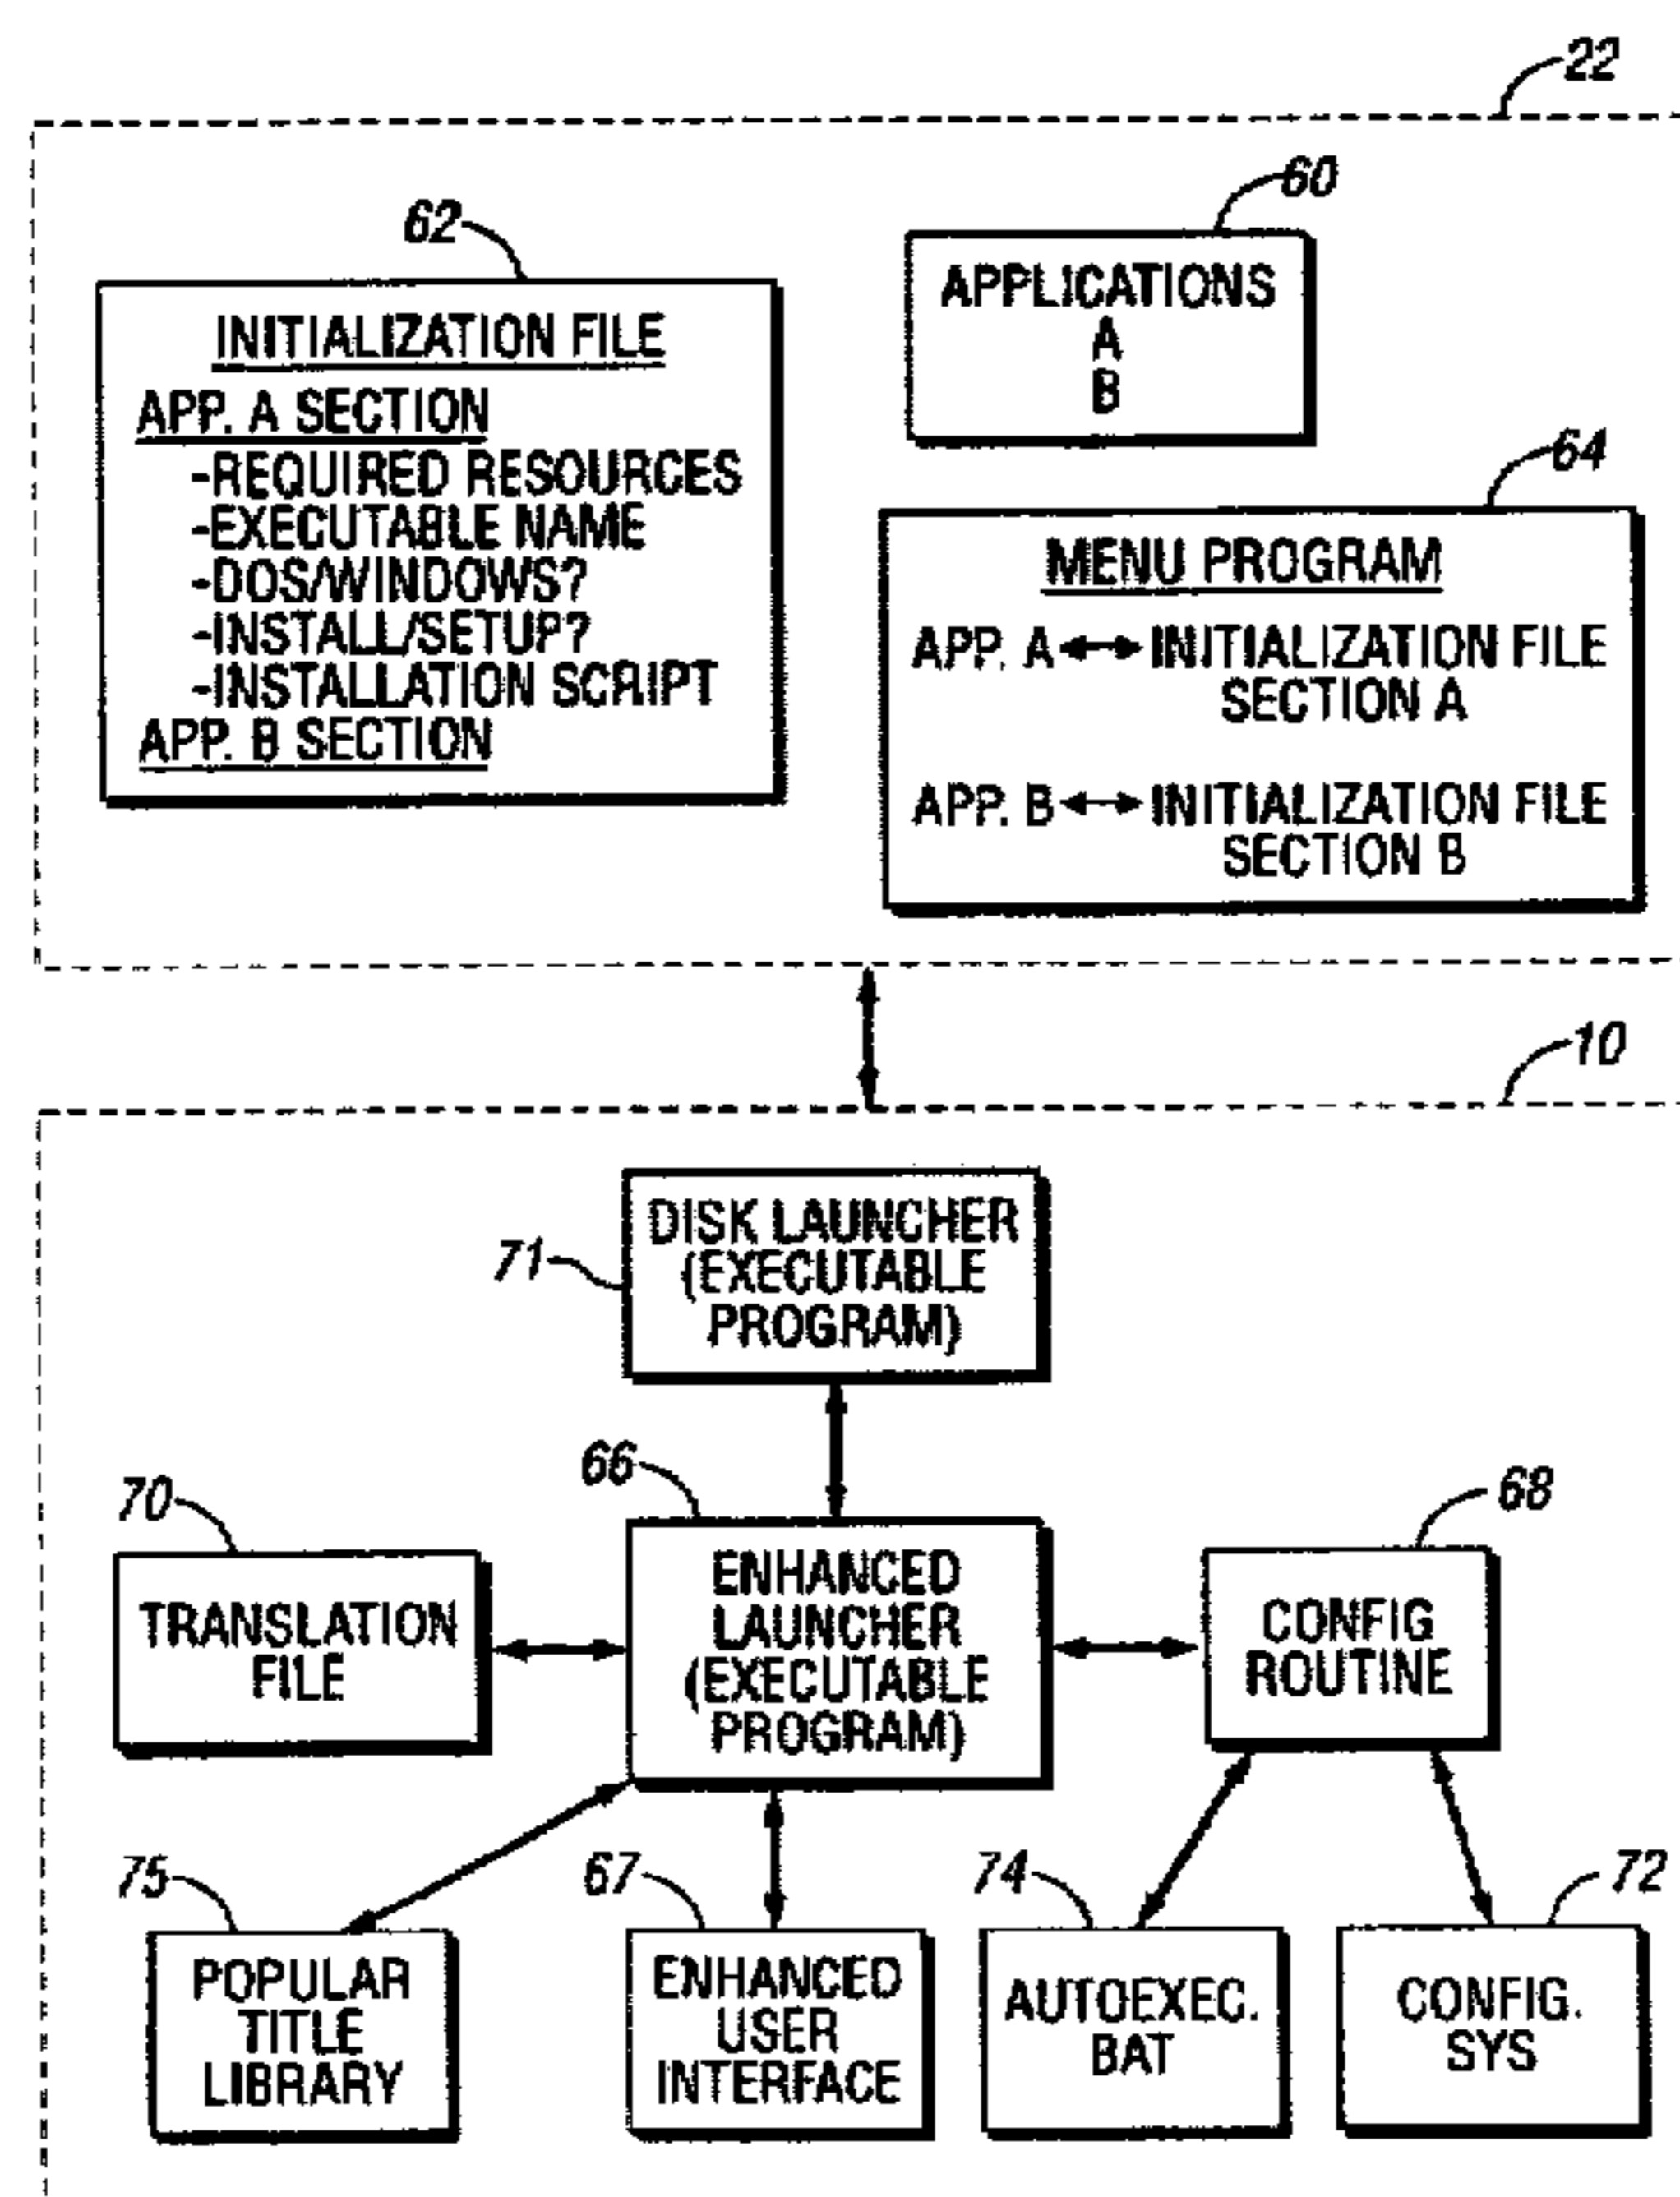 22
60
62
APPLICATIONS
A
B
INITIALIZATION FILE
APP. A SECTION
-REQUIRED RESOURCES
-EXECUTABLE NAME
-DOS/WINDOWS?
-INSTALL/SETUP?
-INSTALLATION SCRIPT
APP. B SECTION
64
MENU PROGRAM
APP. A INITIALIZATION FILE
SECTION A
APP. B INITIALIZATION FILE
SECTION B
10
71
DISK LAUNCHER
(EXECUTABLE
PROGRAM)
70
66
68
TRANSLATION
FILE
ENHANCED
LAUNCHER
(EXECUTABLE
PROGRAM)
CONFIG
ROUTINE
75
67
74
72
POPULAR
TITLE
LIBRARY
ENHANCED
USER
INTERFACE
AUTOEXEC.
BAT
CONFIG.
SYS